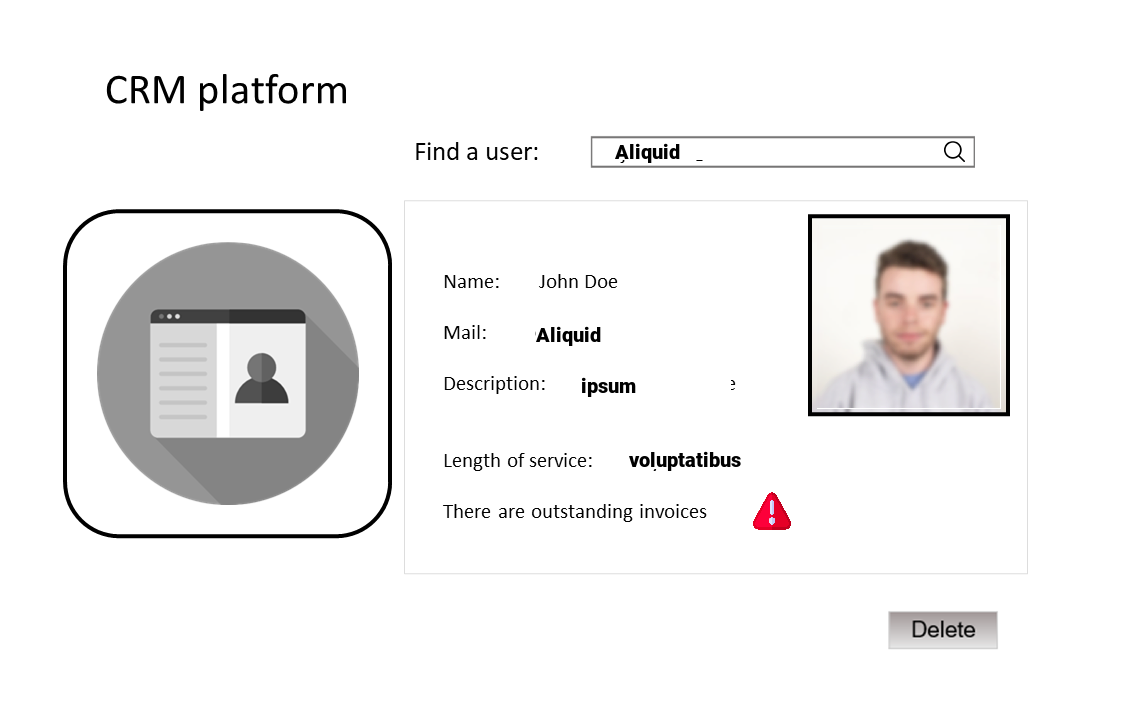 CRM platform
Find a user: Aliquid _
Name: John Doe
Mail: Aliquid
Description: ipsum e
Length of service: voluptatibus
There are outstanding invoices
Delete